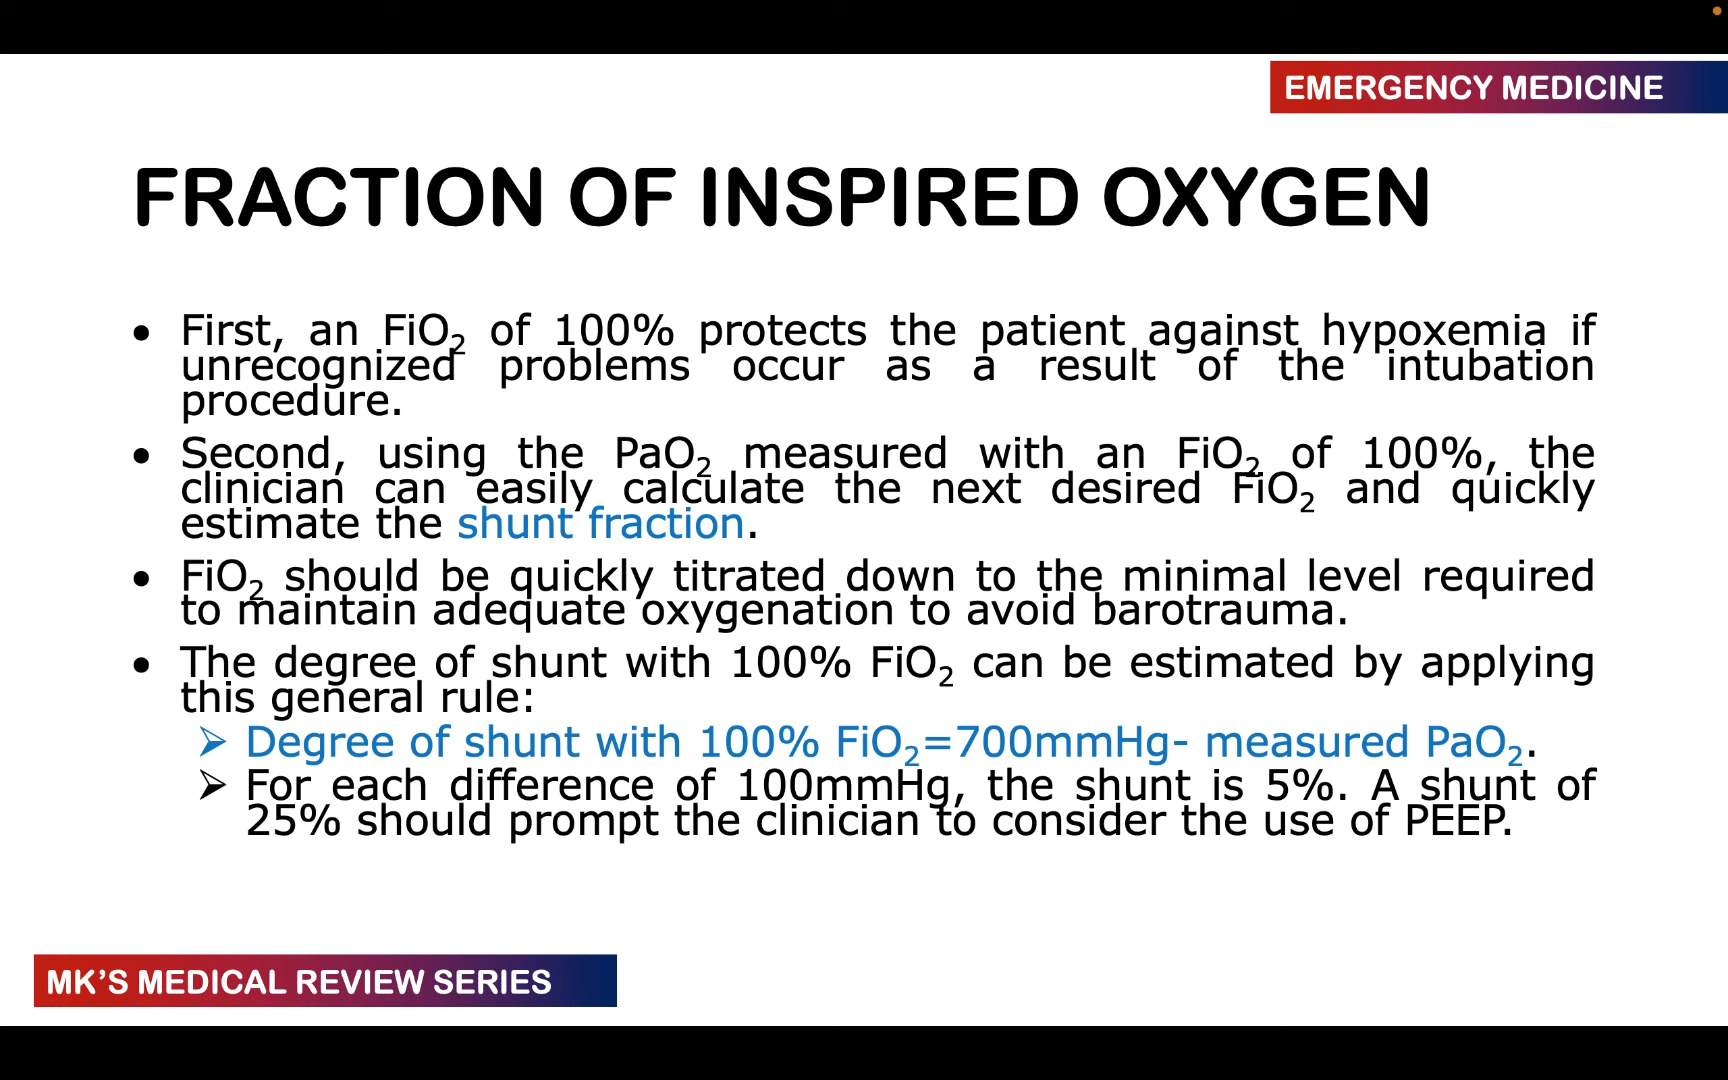 EMERGENCY MEDICINE
FRACTION OF INSPIRED OXYGEN
• First, an FiO₂ of 100% protects the patient against hypoxemia if
unrecognized problems occur as a result of the intubation
procedure.
• Second, using the PaO₂ measured with an FiO₂ of 100%, the
clinician can easily calculate the next desired FiO₂ and quickly
estimate the shunt fraction.
• FiO₂ should be quickly titrated down to the minimal level required
to maintain adequate oxygenation to avoid barotrauma.
• The degree of shunt with 100% FiO₂ can be estimated by applying
this general rule:
➢ Degree of shunt with 100% FiO₂=700mmHg- measured PaO₂.
➢ For each difference of 100mmHg, the shunt is 5%. A shunt of
25% should prompt the clinician to consider the use of PEEP.
MK’S MEDICAL REVIEW SERIES